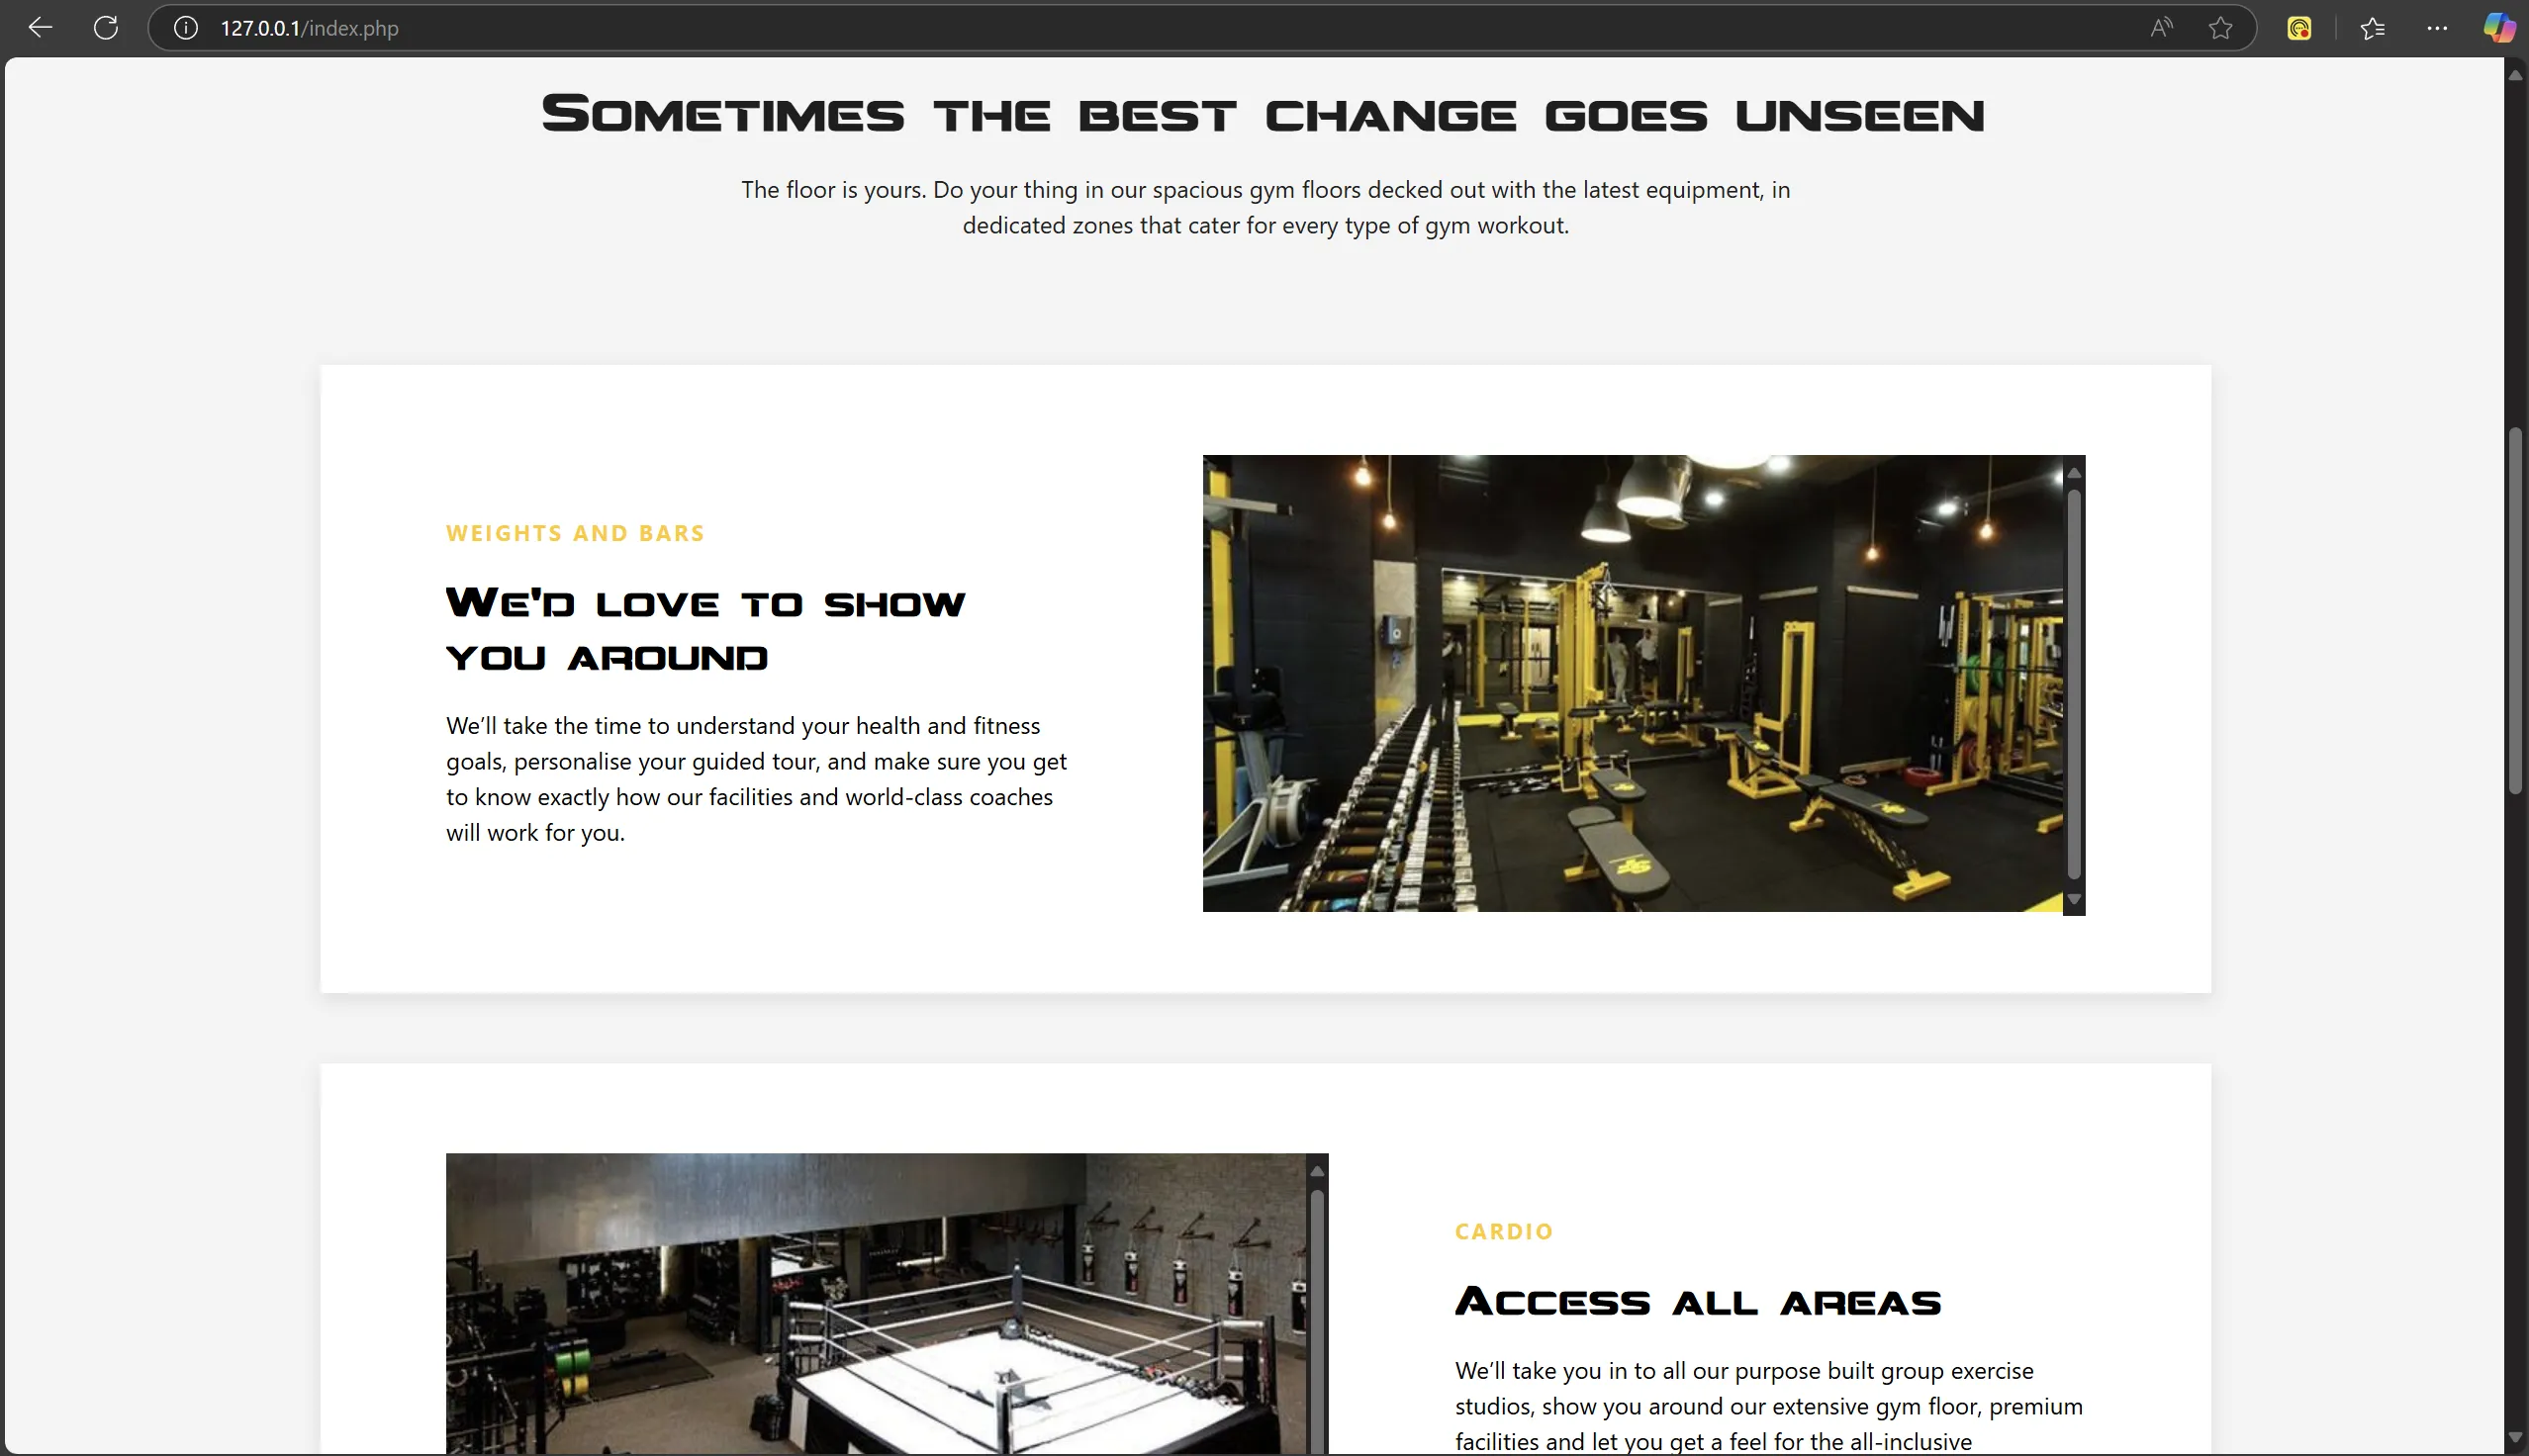 127.0.0.1/index.php
Sometimes the best change goes unseen
The floor is yours. Do your thing in our spacious gym floors decked out with the latest equipment, in
dedicated zones that cater for every type of gym workout.
WEIGHTS AND BARS
We'd love to show
you around
We’ll take the time to understand your health and fitness
goals, personalise your guided tour, and make sure you get
to know exactly how our facilities and world-class coaches
will work for you.
CARDIO
Access all areas
We’ll take you in to all our purpose built group exercise
studios, show you around our extensive gym floor, premium
facilities and let you get a feel for the all-inclusive